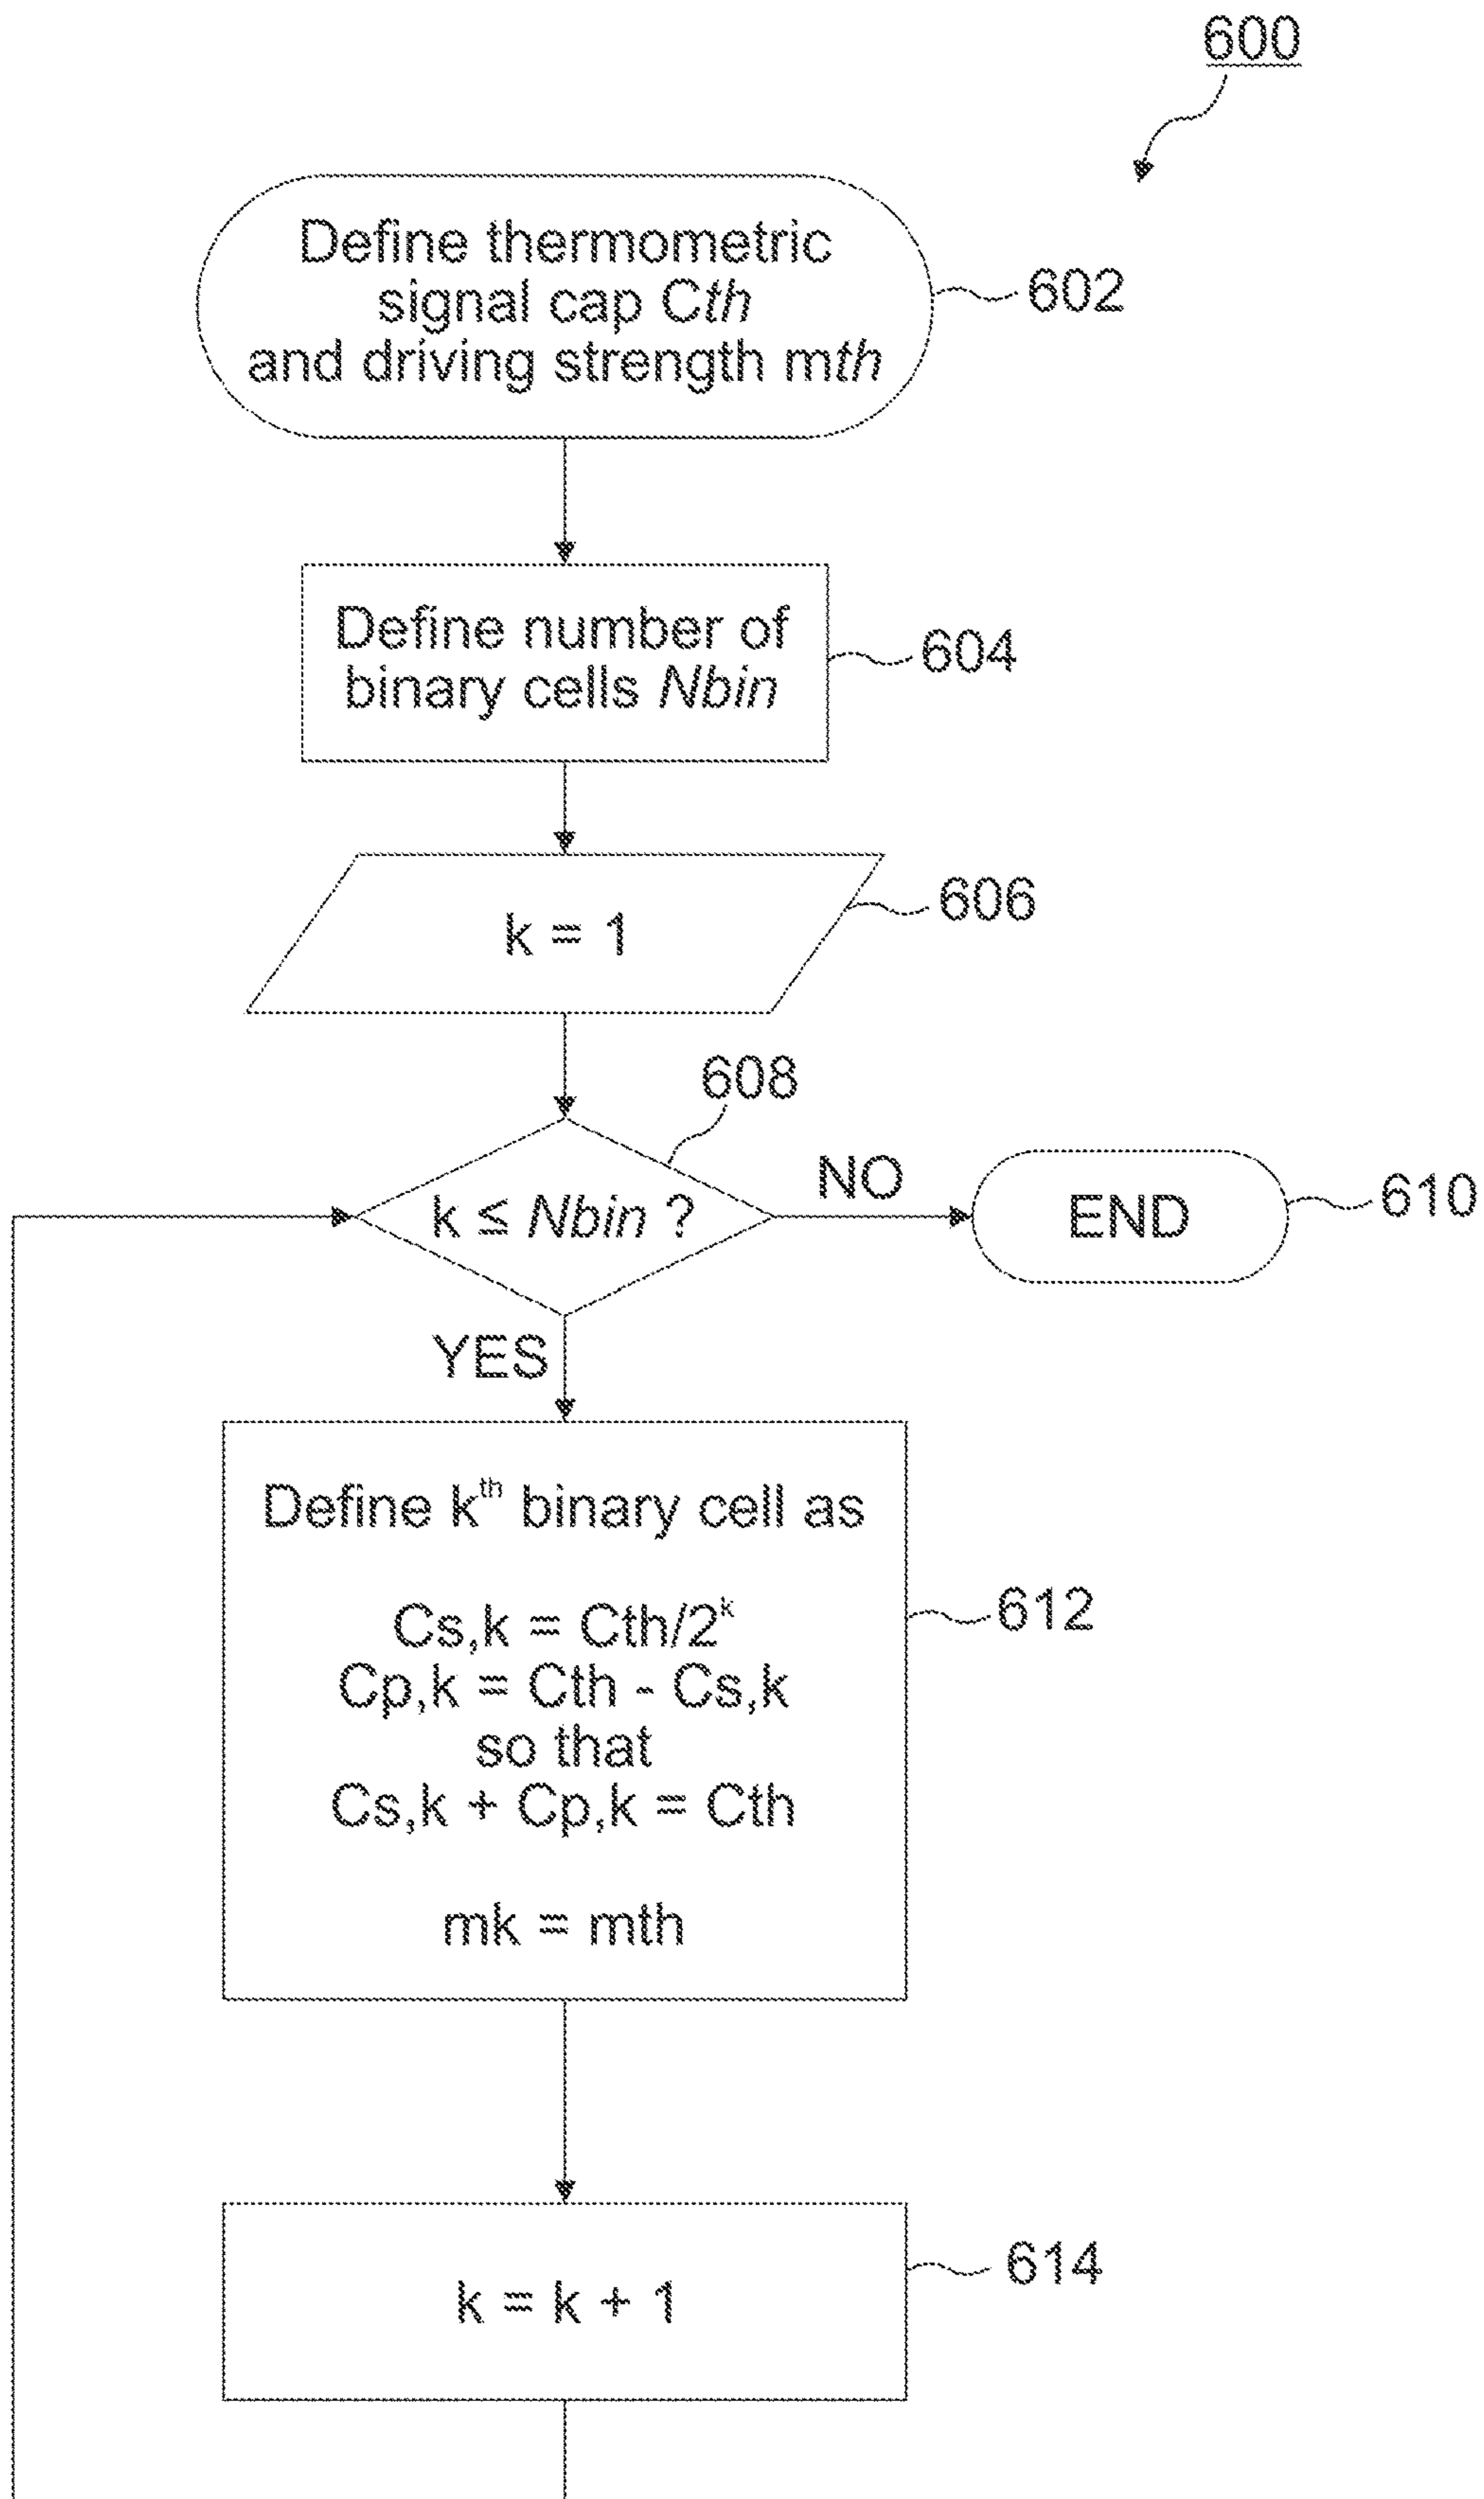 600
Define thermometric
signal cap Cth
and driving strength mth
602
Define number of
binary cells Nbin
604
k = 1
606
608
k ≤ Nbin ?
NO
END
610
YES
Define kth binary cell as
Cs,k = Cth/2^k
Cp,k = Cth - Cs,k
so that
Cs,k + Cp,k = Cth
mk = mth
612
k = k + 1
614